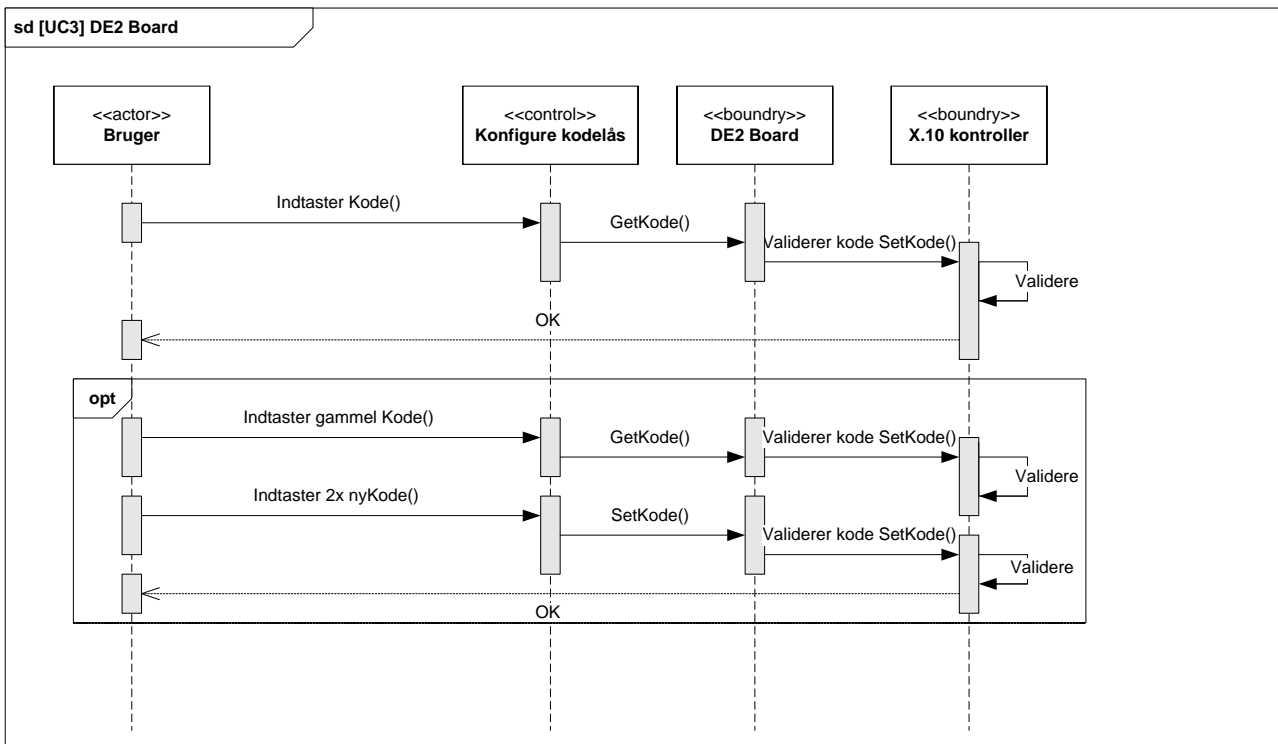 sd [UC3] DE2 Board
<<actor>>
Bruger
<<control>>
Konfigure kodelås
<<boundry>>
DE2 Board
<<boundry>>
X.10 kontroller
Indtaster Kode()
GetKode()
Validerer kode SetKode()
Validere
OK
opt
Indtaster gammel Kode()
GetKode()
Validerer kode SetKode()
Validere
Indtaster 2x nyKode()
SetKode()
Validerer kode SetKode()
Validere
OK